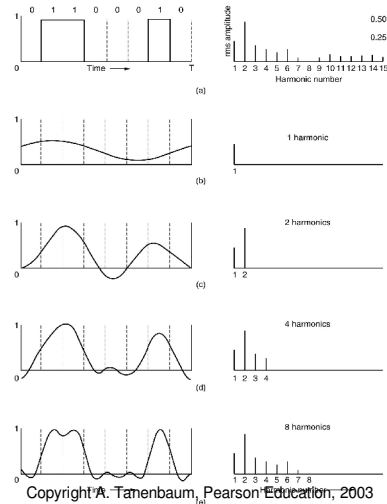 0 1 1 0 0 0 1 0
1
0
Time
T
rms amplitude
0.50
0.25
1 2 3 4 5 6 7 8 9 10 11 12 13 14 15
Harmonic number
(a)
1
0
1 harmonic
1
(b)
1
0
2 harmonics
1 2
(c)
1
0
4 harmonics
1 2 3 4
(d)
1
0
8 harmonics
1 2 3 4 5 6 7 8
Time
Harmonic number
(e)
Copyright A. Tanenbaum, Pearson Education, 2003